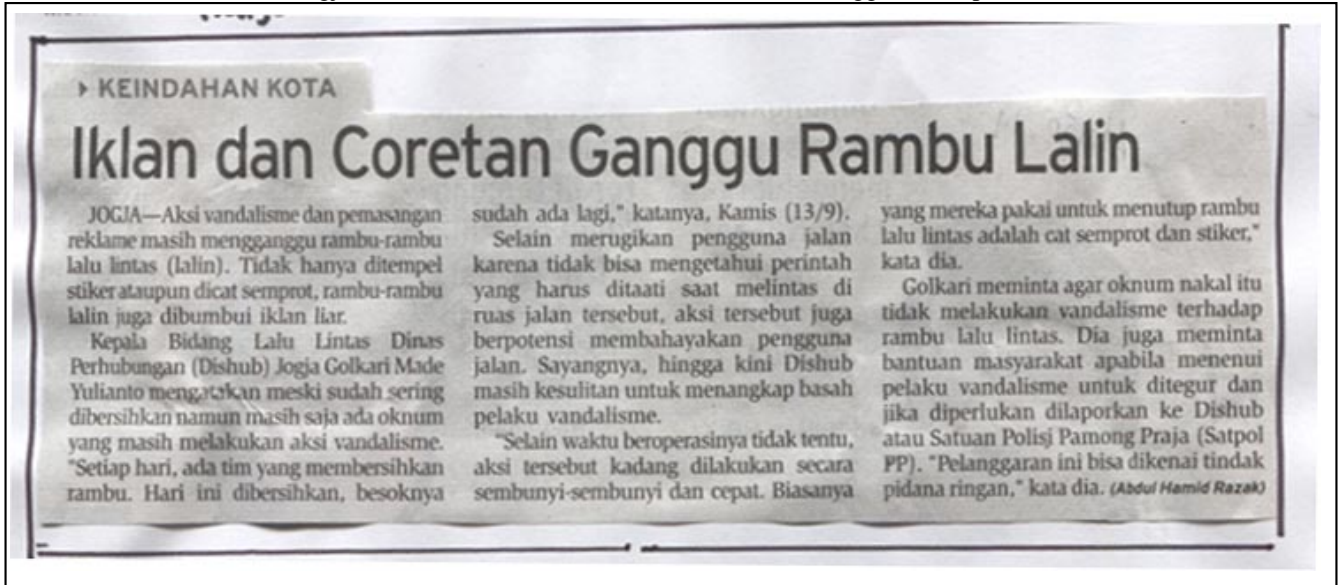 ▸ KEINDAHAN KOTA
Iklan dan Coretan Ganggu Rambu Lalin
JOGJA—Aksi vandalisme dan pemasangan
reklame masih mengganggu rambu-rambu
lalu lintas (lalin). Tidak hanya ditempel
stiker ataupun dicat semprot, rambu-rambu
lalin juga dibumbui iklan liar.
Kepala Bidang Lalu Lintas Dinas
Perhubungan (Dishub) Jogja Golkari Made
Yulianto mengatakan meski sudah sering
dibersihkan namun masih saja ada oknum
yang masih melakukan aksi vandalisme.
"Setiap hari, ada tim yang membersihkan
rambu. Hari ini dibersihkan, besoknya
sudah ada lagi," katanya, Kamis (13/9).
Selain merugikan pengguna jalan
karena tidak bisa mengetahui perintah
yang harus ditaati saat melintas di
ruas jalan tersebut, aksi tersebut juga
berpotensi membahayakan pengguna
jalan. Sayangnya, hingga kini Dishub
masih kesulitan untuk menangkap basah
pelaku vandalisme.
"Selain waktu beroperasinya tidak tentu,
aksi tersebut kadang dilakukan secara
sembunyi-sembunyi dan cepat. Biasanya
yang mereka pakai untuk menutup rambu
lalu lintas adalah cat semprot dan stiker,"
kata dia.
Golkari meminta agar oknum nakal itu
tidak melakukan vandalisme terhadap
rambu lalu lintas. Dia juga meminta
bantuan masyarakat apabila menenui
pelaku vandalisme untuk ditegur dan
jika diperlukan dilaporkan ke Dishub
atau Satuan Polisi Pamong Praja (Satpol
PP). "Pelanggaran ini bisa dikenai tindak
pidana ringan," kata dia. (Abdul Hamid Razak)